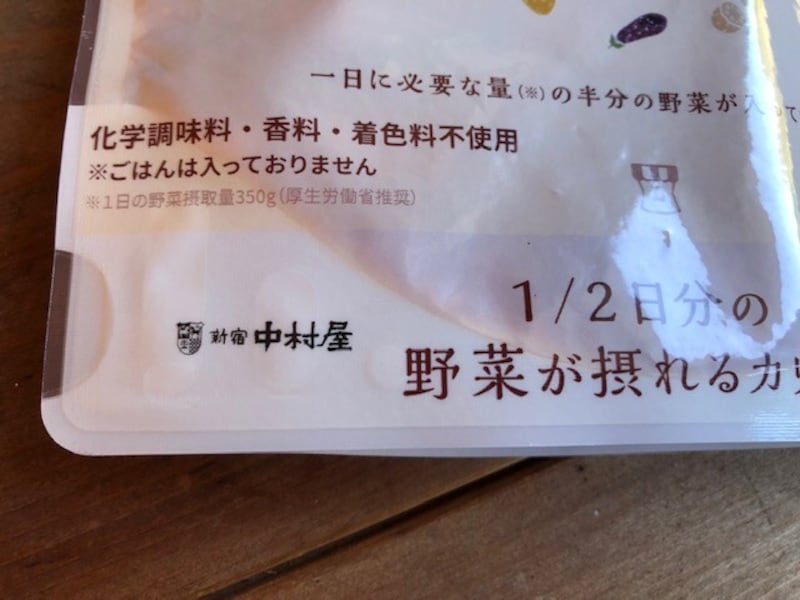 一日に必要な量(※)の半分の野菜が入って
化学調味料・香料・着色料不使用
※ごはんは入っておりません
※1日の野菜摂取量350g(厚生労働省推奨)
1/2日分の
野菜が摂れるカ
新宿 中村屋